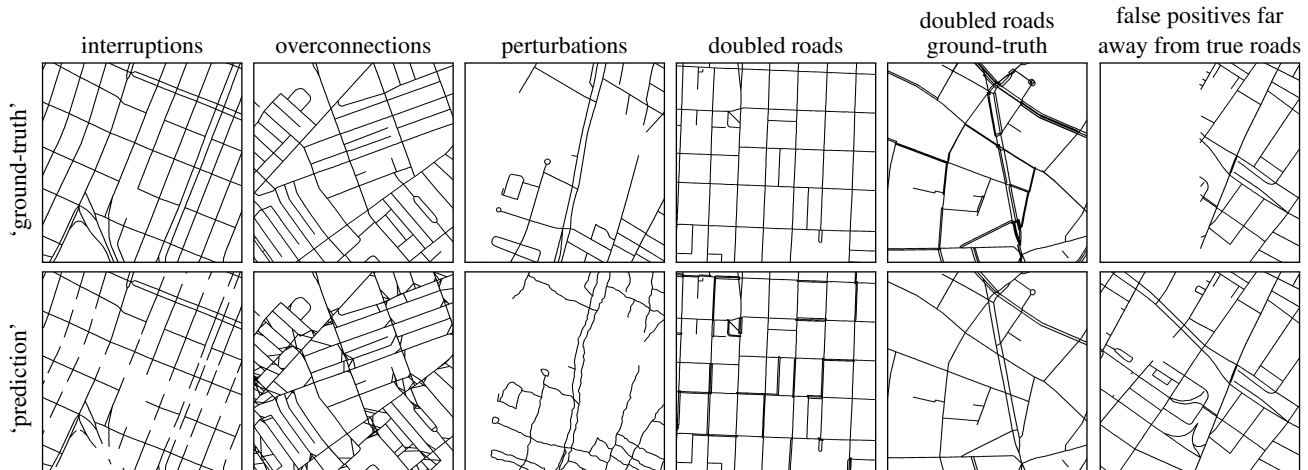 interruptions
overconnections
perturbations
doubled roads
doubled roads
ground-truth
false positives far
away from true roads
‘ground-truth’
‘prediction’